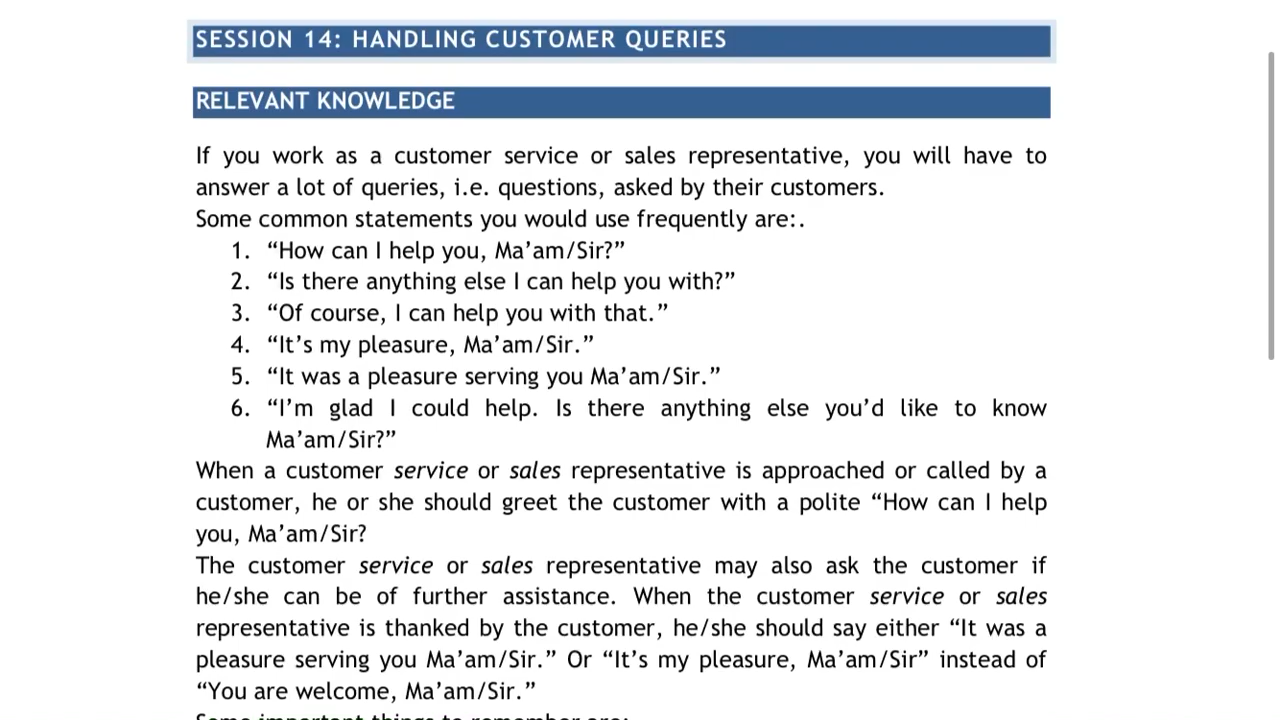 SESSION 14: HANDLING CUSTOMER QUERIES
RELEVANT KNOWLEDGE
If you work as a customer service or sales representative, you will have to
answer a lot of queries, i.e. questions, asked by their customers.
Some common statements you would use frequently are:.
1. “How can I help you, Ma’am/Sir?”
2. “Is there anything else I can help you with?”
3. “Of course, I can help you with that.”
4. “It’s my pleasure, Ma’am/Sir.”
5. “It was a pleasure serving you Ma’am/Sir.”
6. “I’m glad I could help. Is there anything else you’d like to know
Ma’am/Sir?”
When a customer service or sales representative is approached or called by a
customer, he or she should greet the customer with a polite “How can I help
you, Ma’am/Sir?
The customer service or sales representative may also ask the customer if
he/she can be of further assistance. When the customer service or sales
representative is thanked by the customer, he/she should say either “It was a
pleasure serving you Ma’am/Sir.” Or “It’s my pleasure, Ma’am/Sir” instead of
“You are welcome, Ma’am/Sir.”
Some important things to remember are: